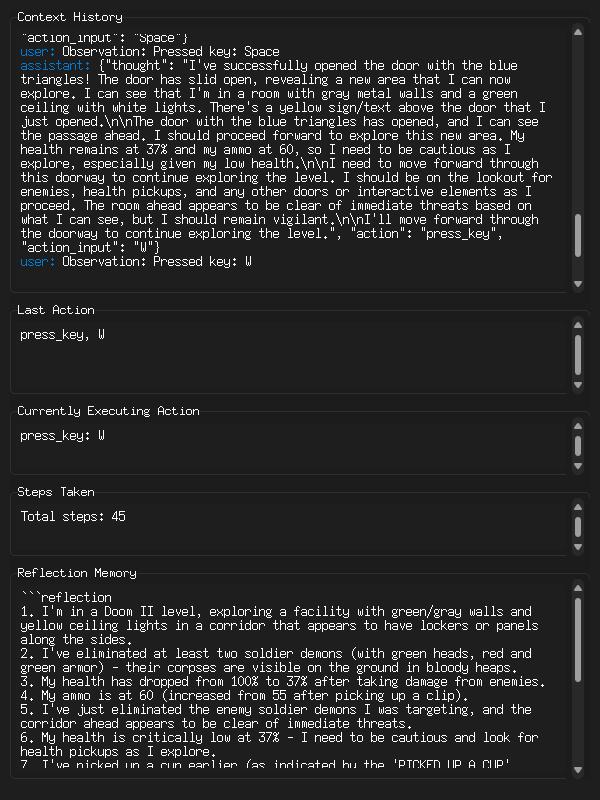 Context History
"action_input": "Space"}
user: Observation: Pressed key: Space
assistant: {"thought": "I've successfully opened the door with the blue
triangles! The door has slid open, revealing a new area that I can now
explore. I can see that I'm in a room with gray metal walls and a green
ceiling with white lights. There's a yellow sign/text above the door that I
just opened.\n\nThe door with the blue triangles has opened, and I can see
the passage ahead. I should proceed forward to explore this new area. My
health remains at 37% and my ammo at 60, so I need to be cautious as I
explore, especially given my low health.\n\nI need to move forward through
this doorway to continue exploring the level. I should be on the lookout for
enemies, health pickups, and any other doors or interactive elements as I
proceed. The room ahead appears to be clear of immediate threats based on
what I can see, but I should remain vigilant.\n\nI'll move forward through
the doorway to continue exploring the level.", "action": "press_key",
"action_input": "W"}
user: Observation: Pressed key: W
Last Action
press_key, W
Currently Executing Action
press_key: W
Steps Taken
Total steps: 45
Reflection Memory
```reflection
1. I'm in a Doom II level, exploring a facility with green/gray walls and
yellow ceiling lights in a corridor that appears to have lockers or panels
along the sides.
2. I've eliminated at least two soldier demons (with green heads, red and
green armor) - their corpses are visible on the ground in bloody heaps.
3. My health has dropped from 100% to 37% after taking damage from enemies.
4. My ammo is at 60 (increased from 55 after picking up a clip).
5. I've just eliminated the enemy soldier demons I was targeting, and the
corridor ahead appears to be clear of immediate threats.
6. My health is critically low at 37% - I need to be cautious and look for
health pickups as I explore.
7. I've picked up a gun earlier (as indicated by the 'PICKED UP A GUN'